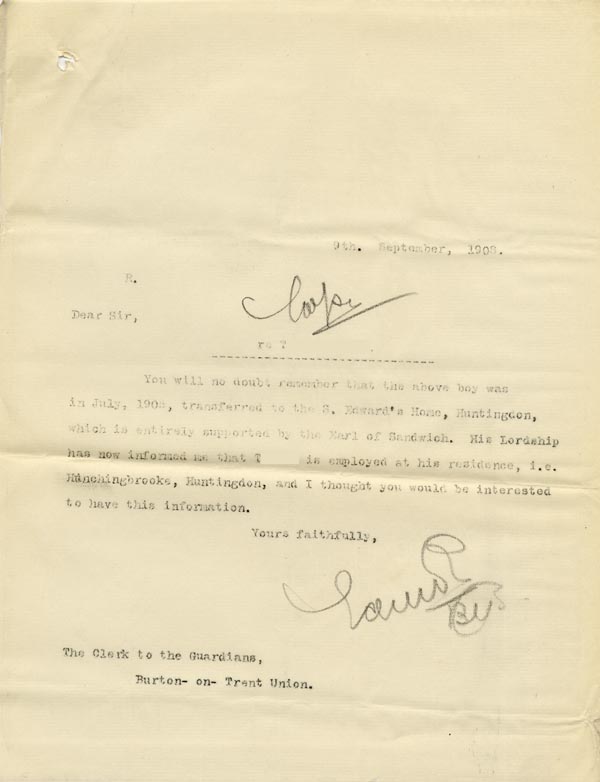 9th. September, 1908.
R.
Copy
Dear Sir,
re T
You will no doubt remember that the above boy was
in July, 1908, transferred to the S. Edward's Home, Huntingdon,
which is entirely supported by the Earl of Sandwich. His Lordship
has now informed me that T is employed at his residence, i.e.
Hinchingbrooke, Huntingdon, and I thought you would be interested
to have this information.
Yours faithfully,
The Clerk to the Guardians,
Burton- on- Trent Union.